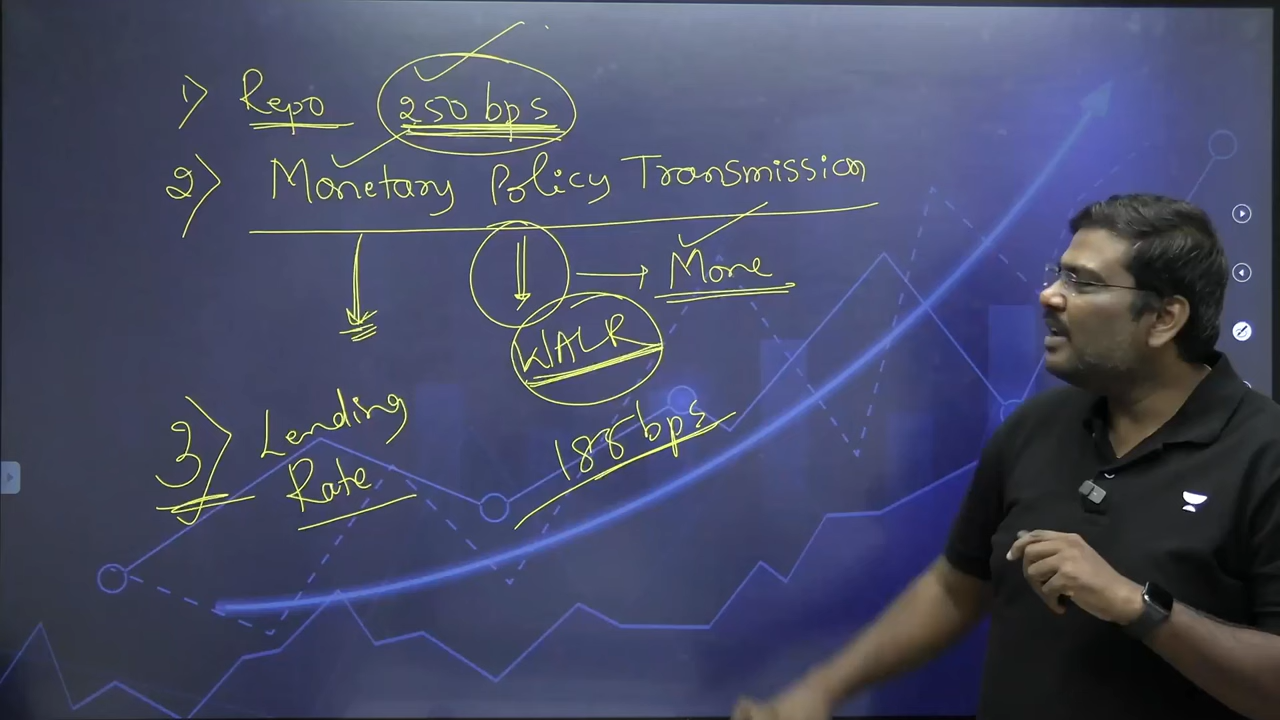 1) Repo 250 bps
2) Monetary Policy Transmission
More
WALR
3) Lending
Rate
188 bps